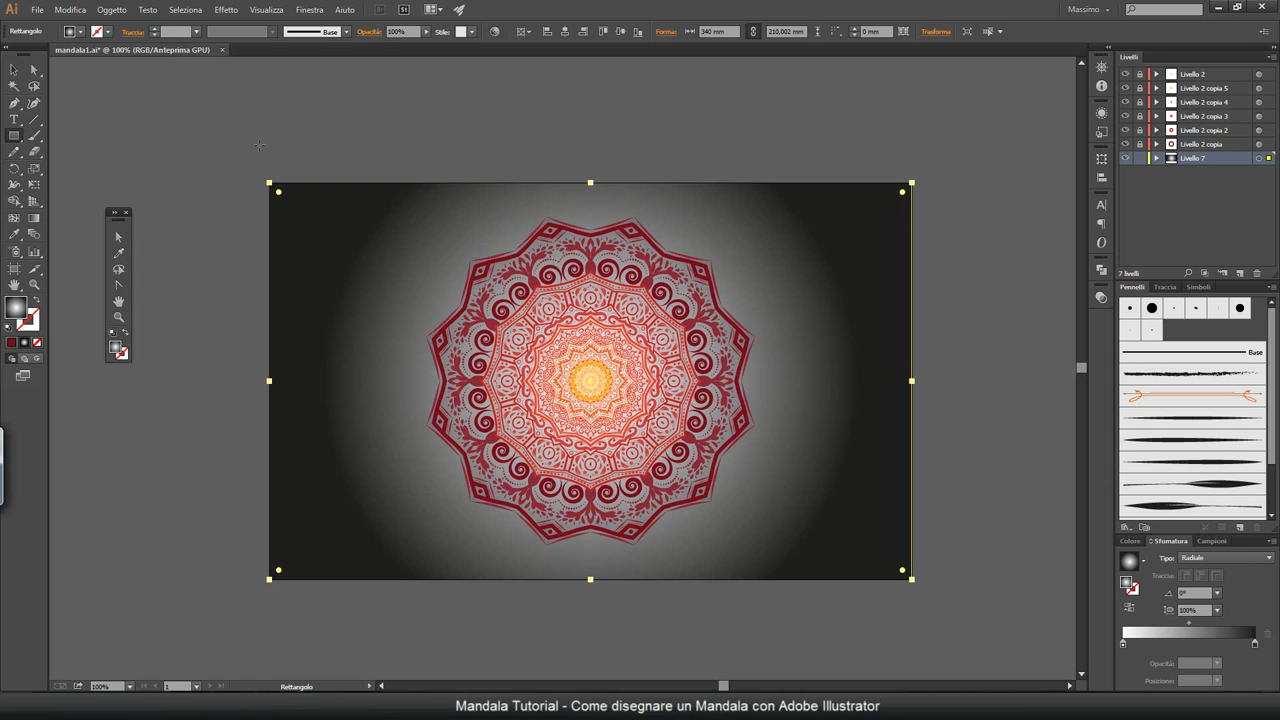 Ai File Modifica Oggetto Testo Seleziona Effetto Visualizza Finestra Aiuto Br St Massimo
Rettangolo Traccia: Base Opacità: 100% Stile: Forma: 340 mm 210,002 mm 0 mm Trasforma
mandala1.ai* @ 100% (RGB/Anteprima GPU) ×
Livelli
Livello 2
Livello 2 copia 5
Livello 2 copia 4
Livello 2 copia 3
Livello 2 copia 2
Livello 2 copia
Livello 7
7 livelli
Pennelli Traccia Simboli
Base
Colore Sfumatura Campioni
Tipo: Radiale
Traccia:
0°
100%
Opacità:
Posizione:
100% 1 Rettangolo
Mandala Tutorial - Come disegnare un Mandala con Adobe Illustrator